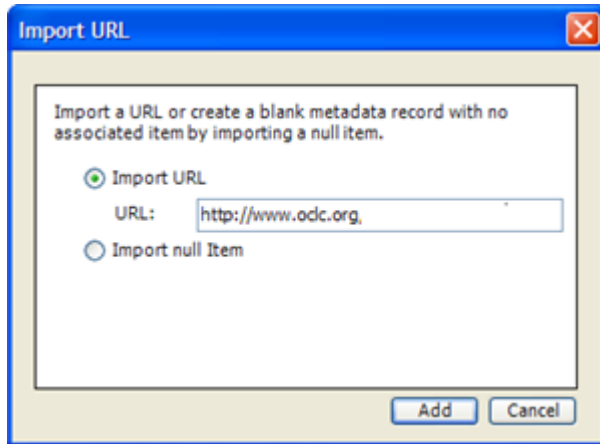 Import URL
Import a URL or create a blank metadata record with no
associated item by importing a null item.
Import URL
URL: http://www.oclc.org,
Import null Item
Add Cancel